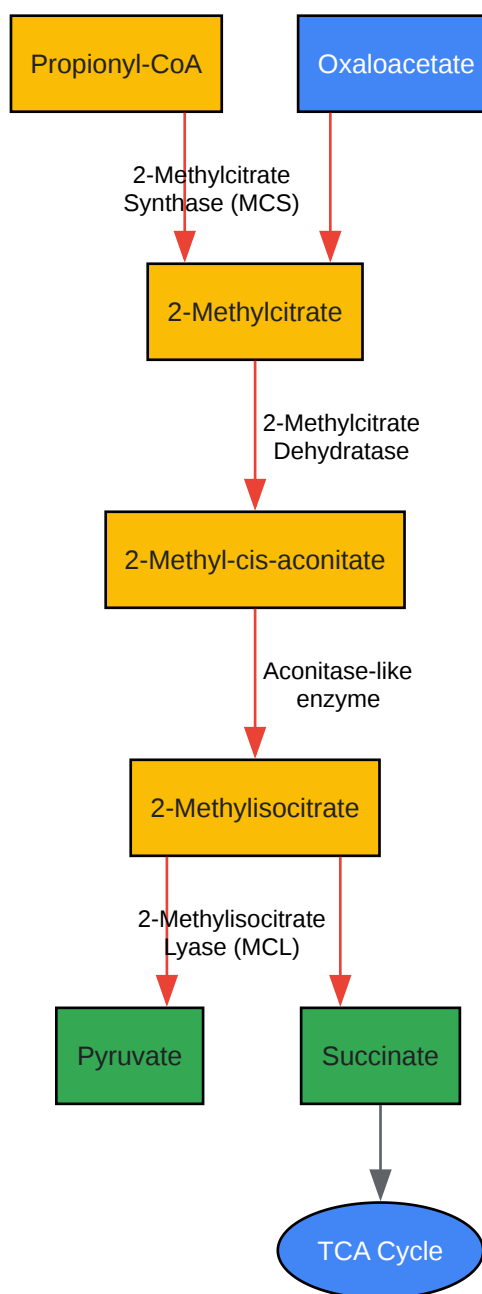 Propionyl-CoA
Oxaloacetate
2-Methylcitrate
Synthase (MCS)
2-Methylcitrate
2-Methylcitrate
Dehydratase
2-Methyl-cis-aconitate
Aconitase-like
enzyme
2-Methylisocitrate
2-Methylisocitrate
Lyase (MCL)
Pyruvate
Succinate
TCA Cycle